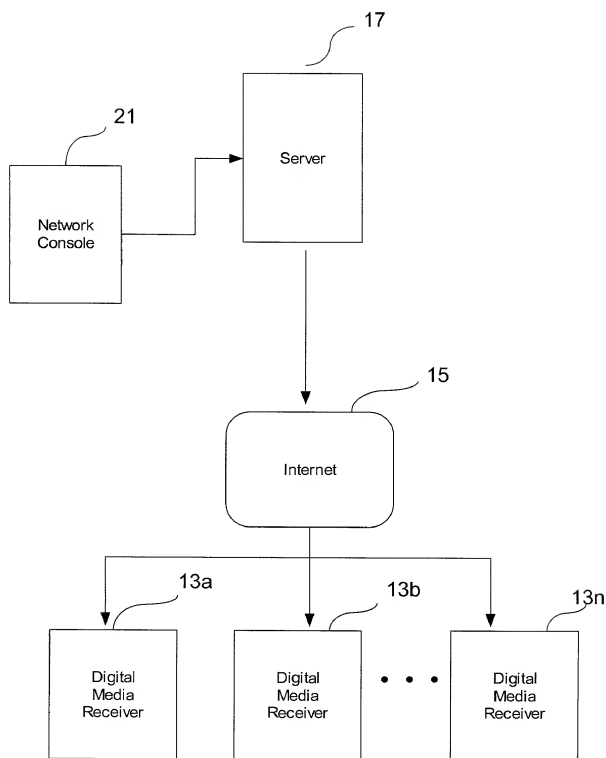 17
21
Server
Network
Console
15
Internet
13a
13b
13n
Digital
Media
Receiver
Digital
Media
Receiver
Digital
Media
Receiver